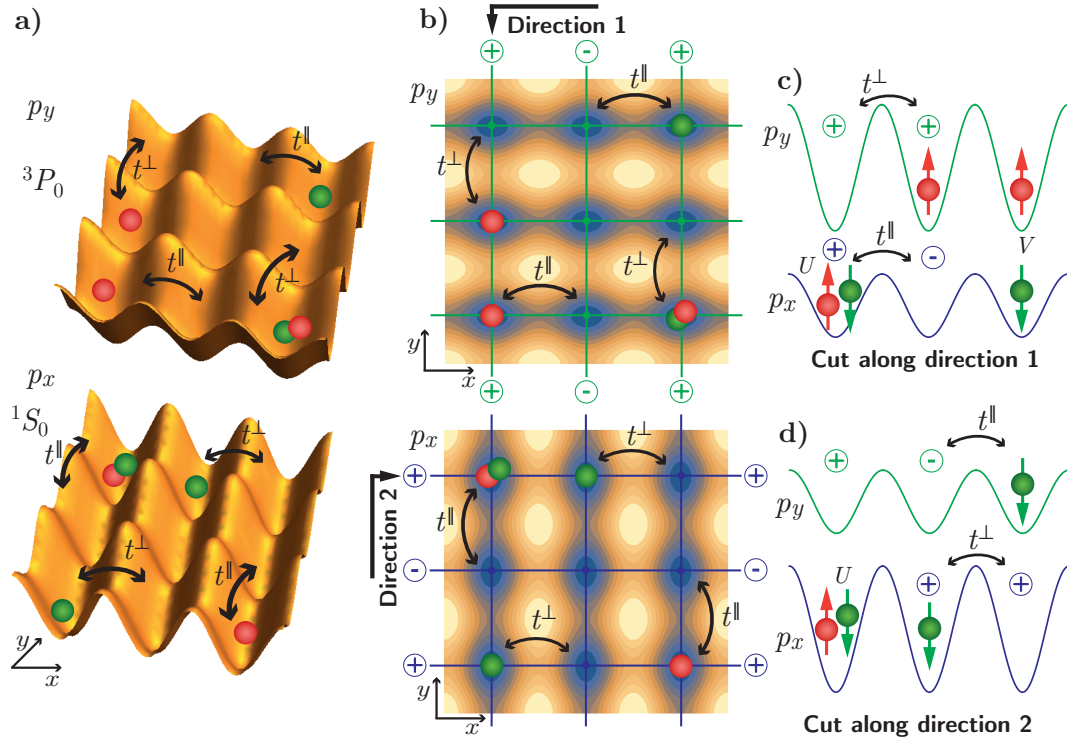 a)
p_y
^3P_0
t^⊥
t^∥
t^∥
t^⊥
p_x
^1S_0
t^∥
t^⊥
t^⊥
t^∥
y
x
b)
Direction 1
+ - +
p_y
t^∥
t^⊥
t^⊥
t^∥
y
x
+ - +
p_x
t^⊥
+ +
Direction 2
t^∥
- -
t^⊥
t^∥
+ +
y
x
c)
t^⊥
p_y
+ +
t^∥
U
+ -
V
p_x
Cut along direction 1
d)
t^∥
+ -
p_y
t^⊥
U
+ +
p_x
Cut along direction 2